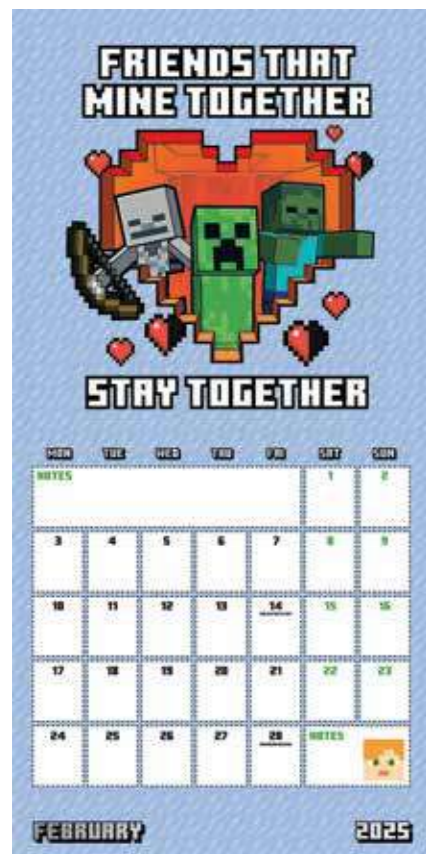 FRIENDS THAT
MINE TOGETHER
STAY TOGETHER
MON TUE WED THU FRI SAT SUN
NOTES 1 2
3 4 5 6 7 8 9
10 11 12 13 14 15 16
17 18 19 20 21 22 23
24 25 26 27 28 NOTES
FEBRUARY 2025